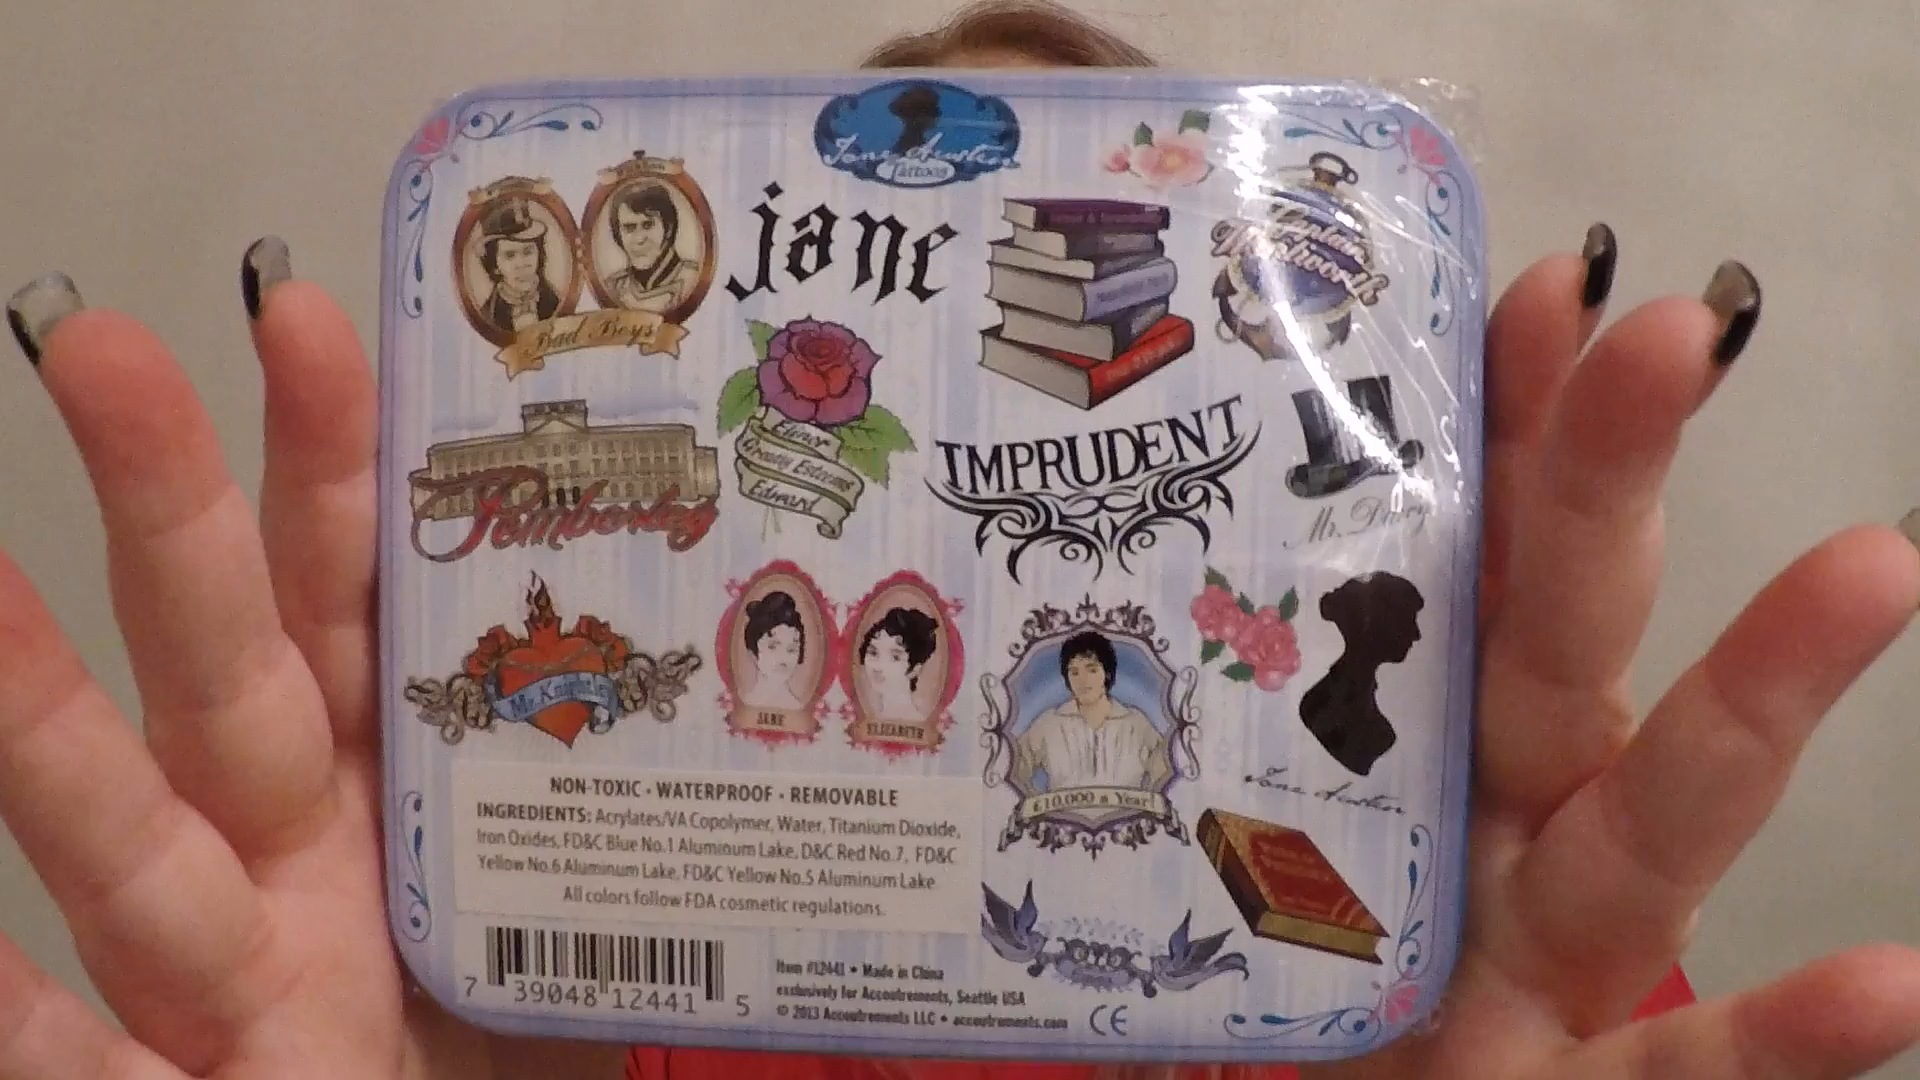 Jane Austen
Tattoos
Bad Boys!
jane
Captain
Wentworth
Pemberley
Elinor
Greatly Esteems
Edward
IMPRUDENT
Mr. Darcy
Mr. Knightley
JANE
ELIZABETH
£10,000 a Year!
Jane Austen
NON-TOXIC • WATERPROOF • REMOVABLE
INGREDIENTS: Acrylates/VA Copolymer, Water, Titanium Dioxide,
Iron Oxides, FD&C Blue No.1 Aluminum Lake, D&C Red No.7, FD&C
Yellow No.6 Aluminum Lake, FD&C Yellow No.5 Aluminum Lake
All colors follow FDA cosmetic regulations.
7 39048 12441 5
Item #12441 • Made in China
exclusively for Accoutrements, Seattle USA
© 2013 Accoutrements LLC • accoutrements.com
CE